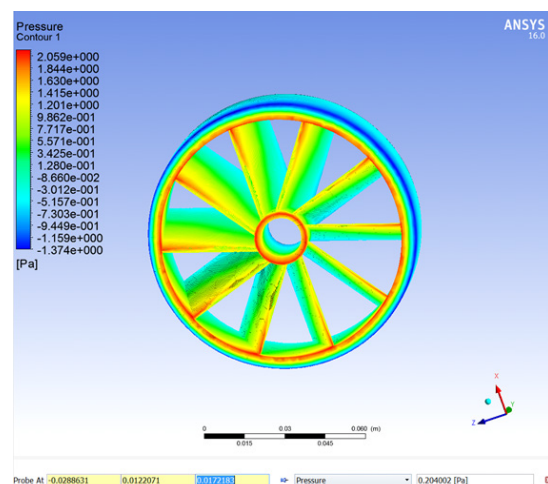 Pressure
Contour 1
ANSYS
16.0
2.059e+000
1.844e+000
1.630e+000
1.415e+000
1.201e+000
9.862e-001
7.717e-001
5.571e-001
3.425e-001
1.280e-001
-8.660e-002
-3.012e-001
-5.157e-001
-7.303e-001
-9.449e-001
-1.159e+000
-1.374e+000
[Pa]
X
Y
Z
0 0.03 0.060 (m)
0.015 0.045
Probe At -0.0288631 0.0122071 0.0172183 Pressure 0.204002 [Pa]